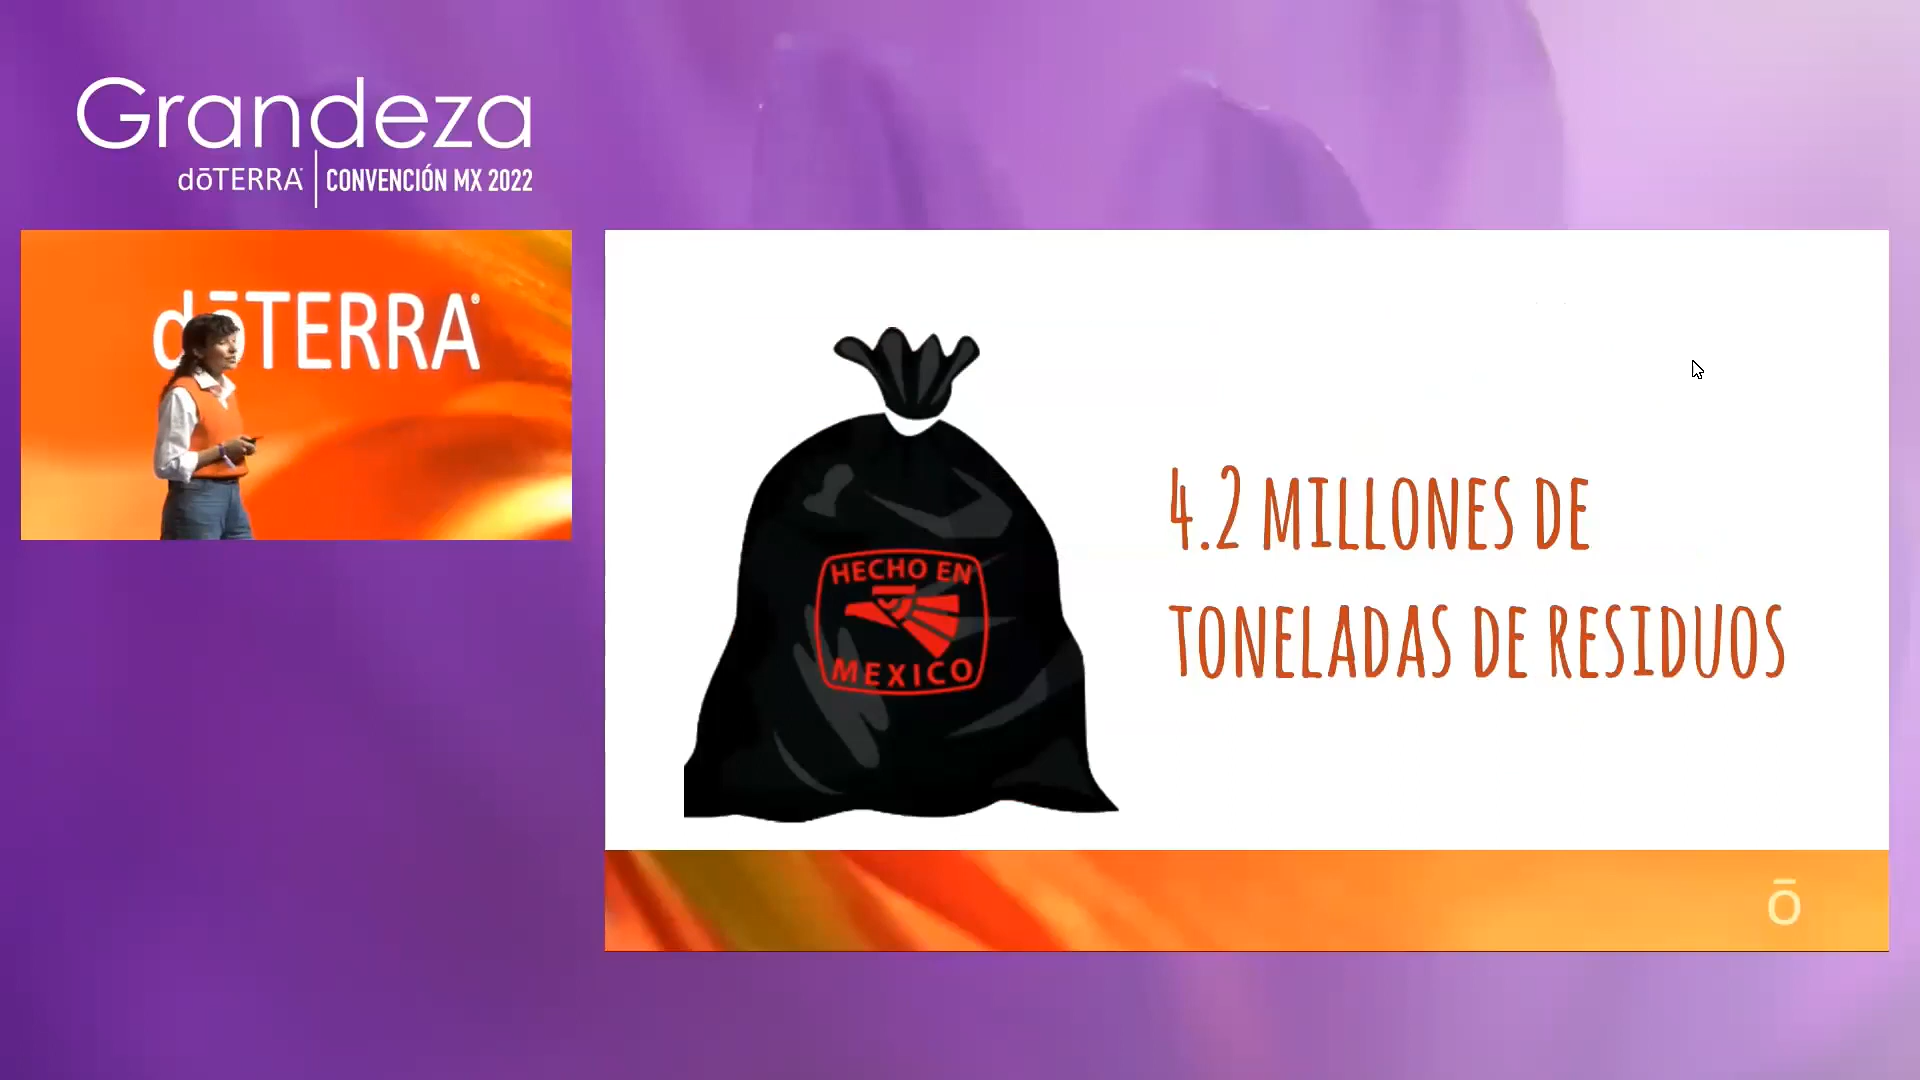 Grandeza
dōTERRA® | CONVENCIÓN MX 2022
dōTERRA®
HECHO EN
MEXICO
4.2 MILLONES DE
TONELADAS DE RESIDUOS
ō